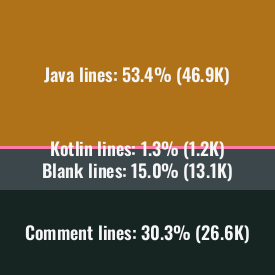 Java lines: 53.4% (46.9K)
Kotlin lines: 1.3% (1.2K)
Blank lines: 15.0% (13.1K)
Comment lines: 30.3% (26.6K)